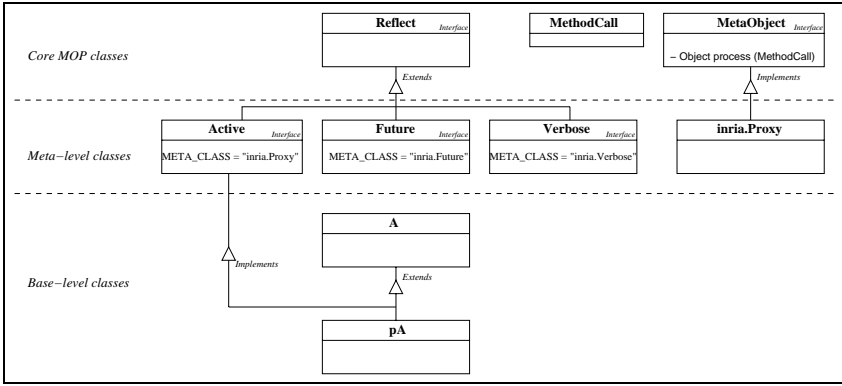 Reflect
Interface
MethodCall
MetaObject
Interface
− Object process (MethodCall)
Core MOP classes
Extends
Implements
Active
Interface
META_CLASS = "inria.Proxy"
Future
Interface
META_CLASS = "inria.Future"
Verbose
Interface
META_CLASS = "inria.Verbose"
inria.Proxy
Meta−level classes
A
Implements
Extends
Base−level classes
pA